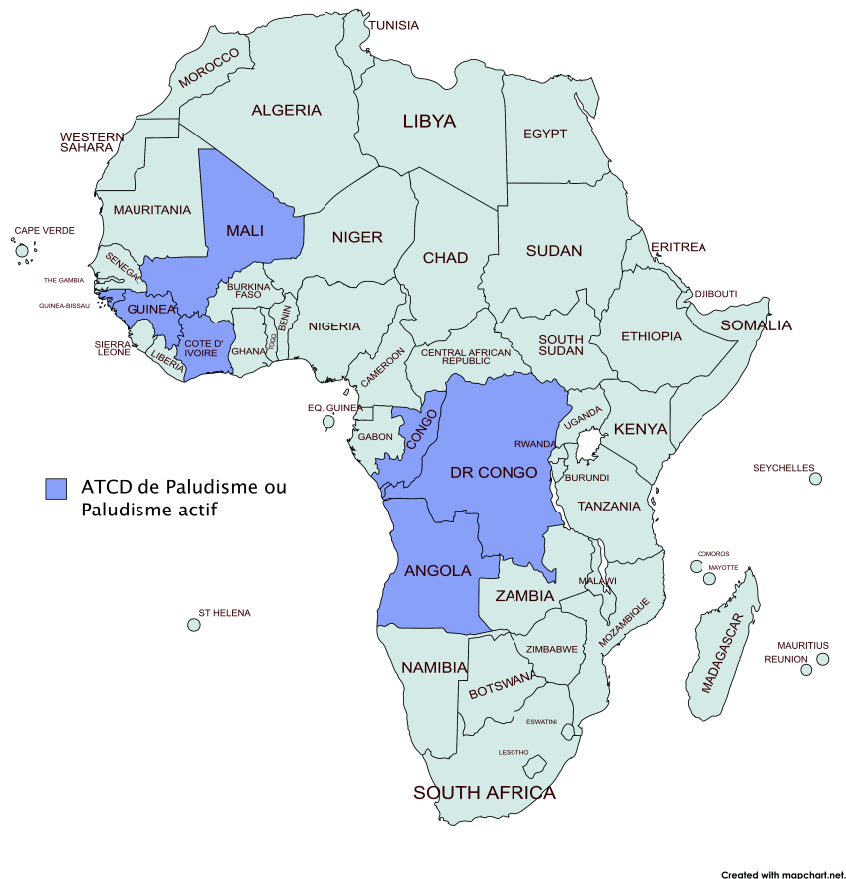 TUNISIA
MOROCCO
ALGERIA
LIBYA
EGYPT
WESTERN
SAHARA
MAURITANIA
MALI
NIGER
CHAD
SUDAN
ERITREA
CAPE VERDE
SENEGAL
THE GAMBIA
GUINEA-BISSAU
GUINEA
BURKINA
FASO
BENIN
TOGO
NIGERIA
DJIBOUTI
SOMALIA
ETHIOPIA
SOUTH
SUDAN
SIERRA
LEONE
LIBERIA
COTE D'
IVOIRE
GHANA
CENTRAL AFRICAN
REPUBLIC
CAMEROON
EQ. GUINEA
GABON
CONGO
UGANDA
KENYA
RWANDA
DR CONGO
BURUNDI
SEYCHELLES
TANZANIA
ATCD de Paludisme ou
Paludisme actif
COMOROS
MAYOTTE
ANGOLA
MALAWI
ZAMBIA
MOZAMBIQUE
ST HELENA
MADAGASCAR
MAURITIUS
REUNION
ZIMBABWE
NAMIBIA
BOTSWANA
ESWATINI
LESOTHO
SOUTH AFRICA
Created with mapchart.net.